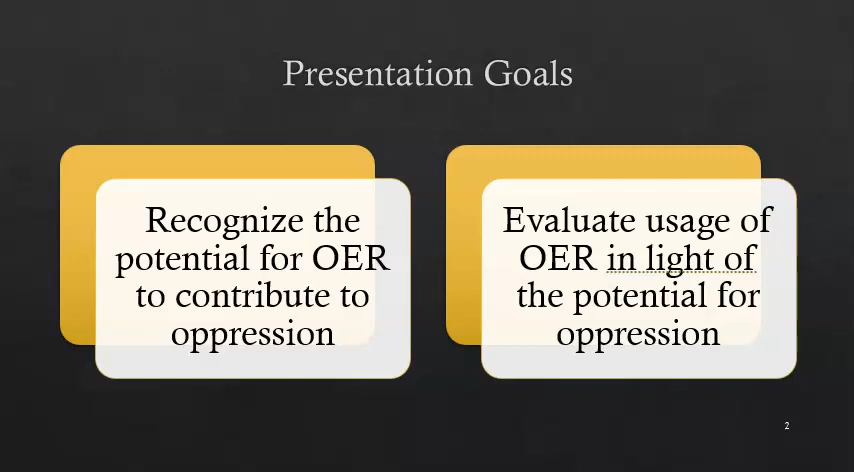 Presentation Goals
Recognize the
potential for OER
to contribute to
oppression
Evaluate usage of
OER in light of
the potential for
oppression
2